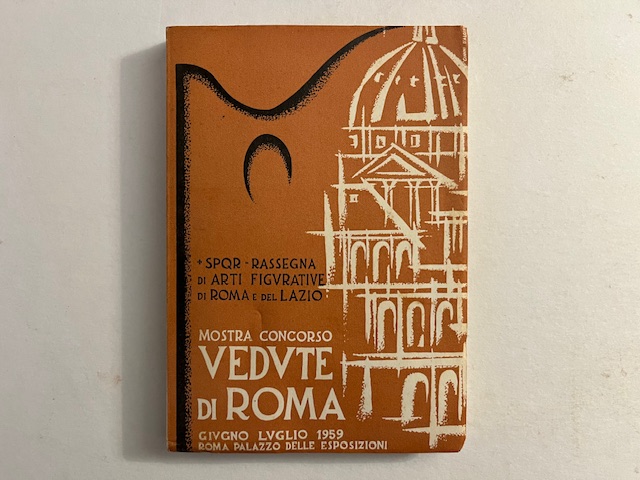 + SPQR - RASSEGNA
DI ARTI FIGVRATIVE
DI ROMA E DEL LAZIO
MOSTRA CONCORSO
VEDVTE
DI ROMA
GIVGNO LVGLIO 1959
ROMA PALAZZO DELLE ESPOSIZIONI